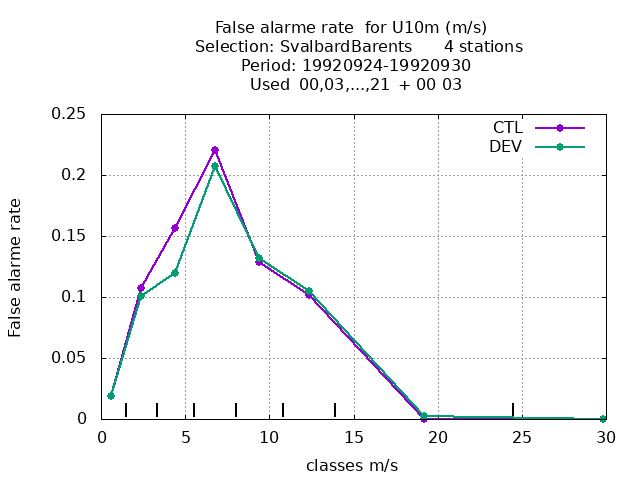 False alarme rate  for U10m (m/s)
Selection: SvalbardBarents      4 stations
Period: 19920924-19920930
Used  00,03,...,21  + 00 03
CTL
DEV
False alarme rate
0.25
0.2
0.15
0.1
0.05
0
0 5 10 15 20 25 30
classes m/s